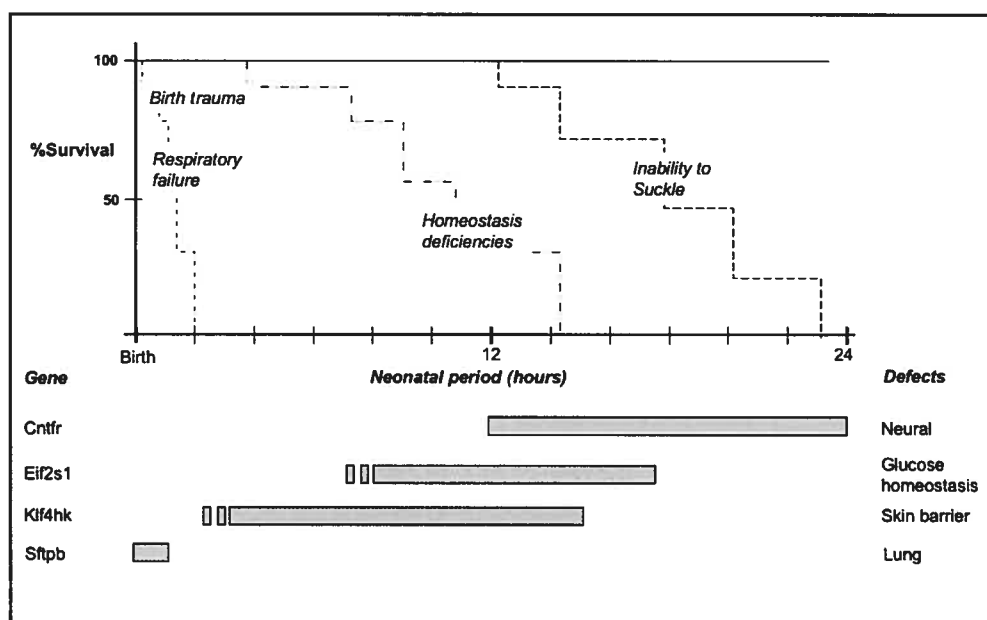 100
Birth trauma
%Survival
Respiratory
failure
Inability to
Suckle
50
Homeostasis
deficiencies
Birth
12
24
Gene
Neonatal period (hours)
Defects
Cntfr
Neural
Eif2s1
Glucose
homeostasis
Klf4hk
Skin barrier
Sftpb
Lung